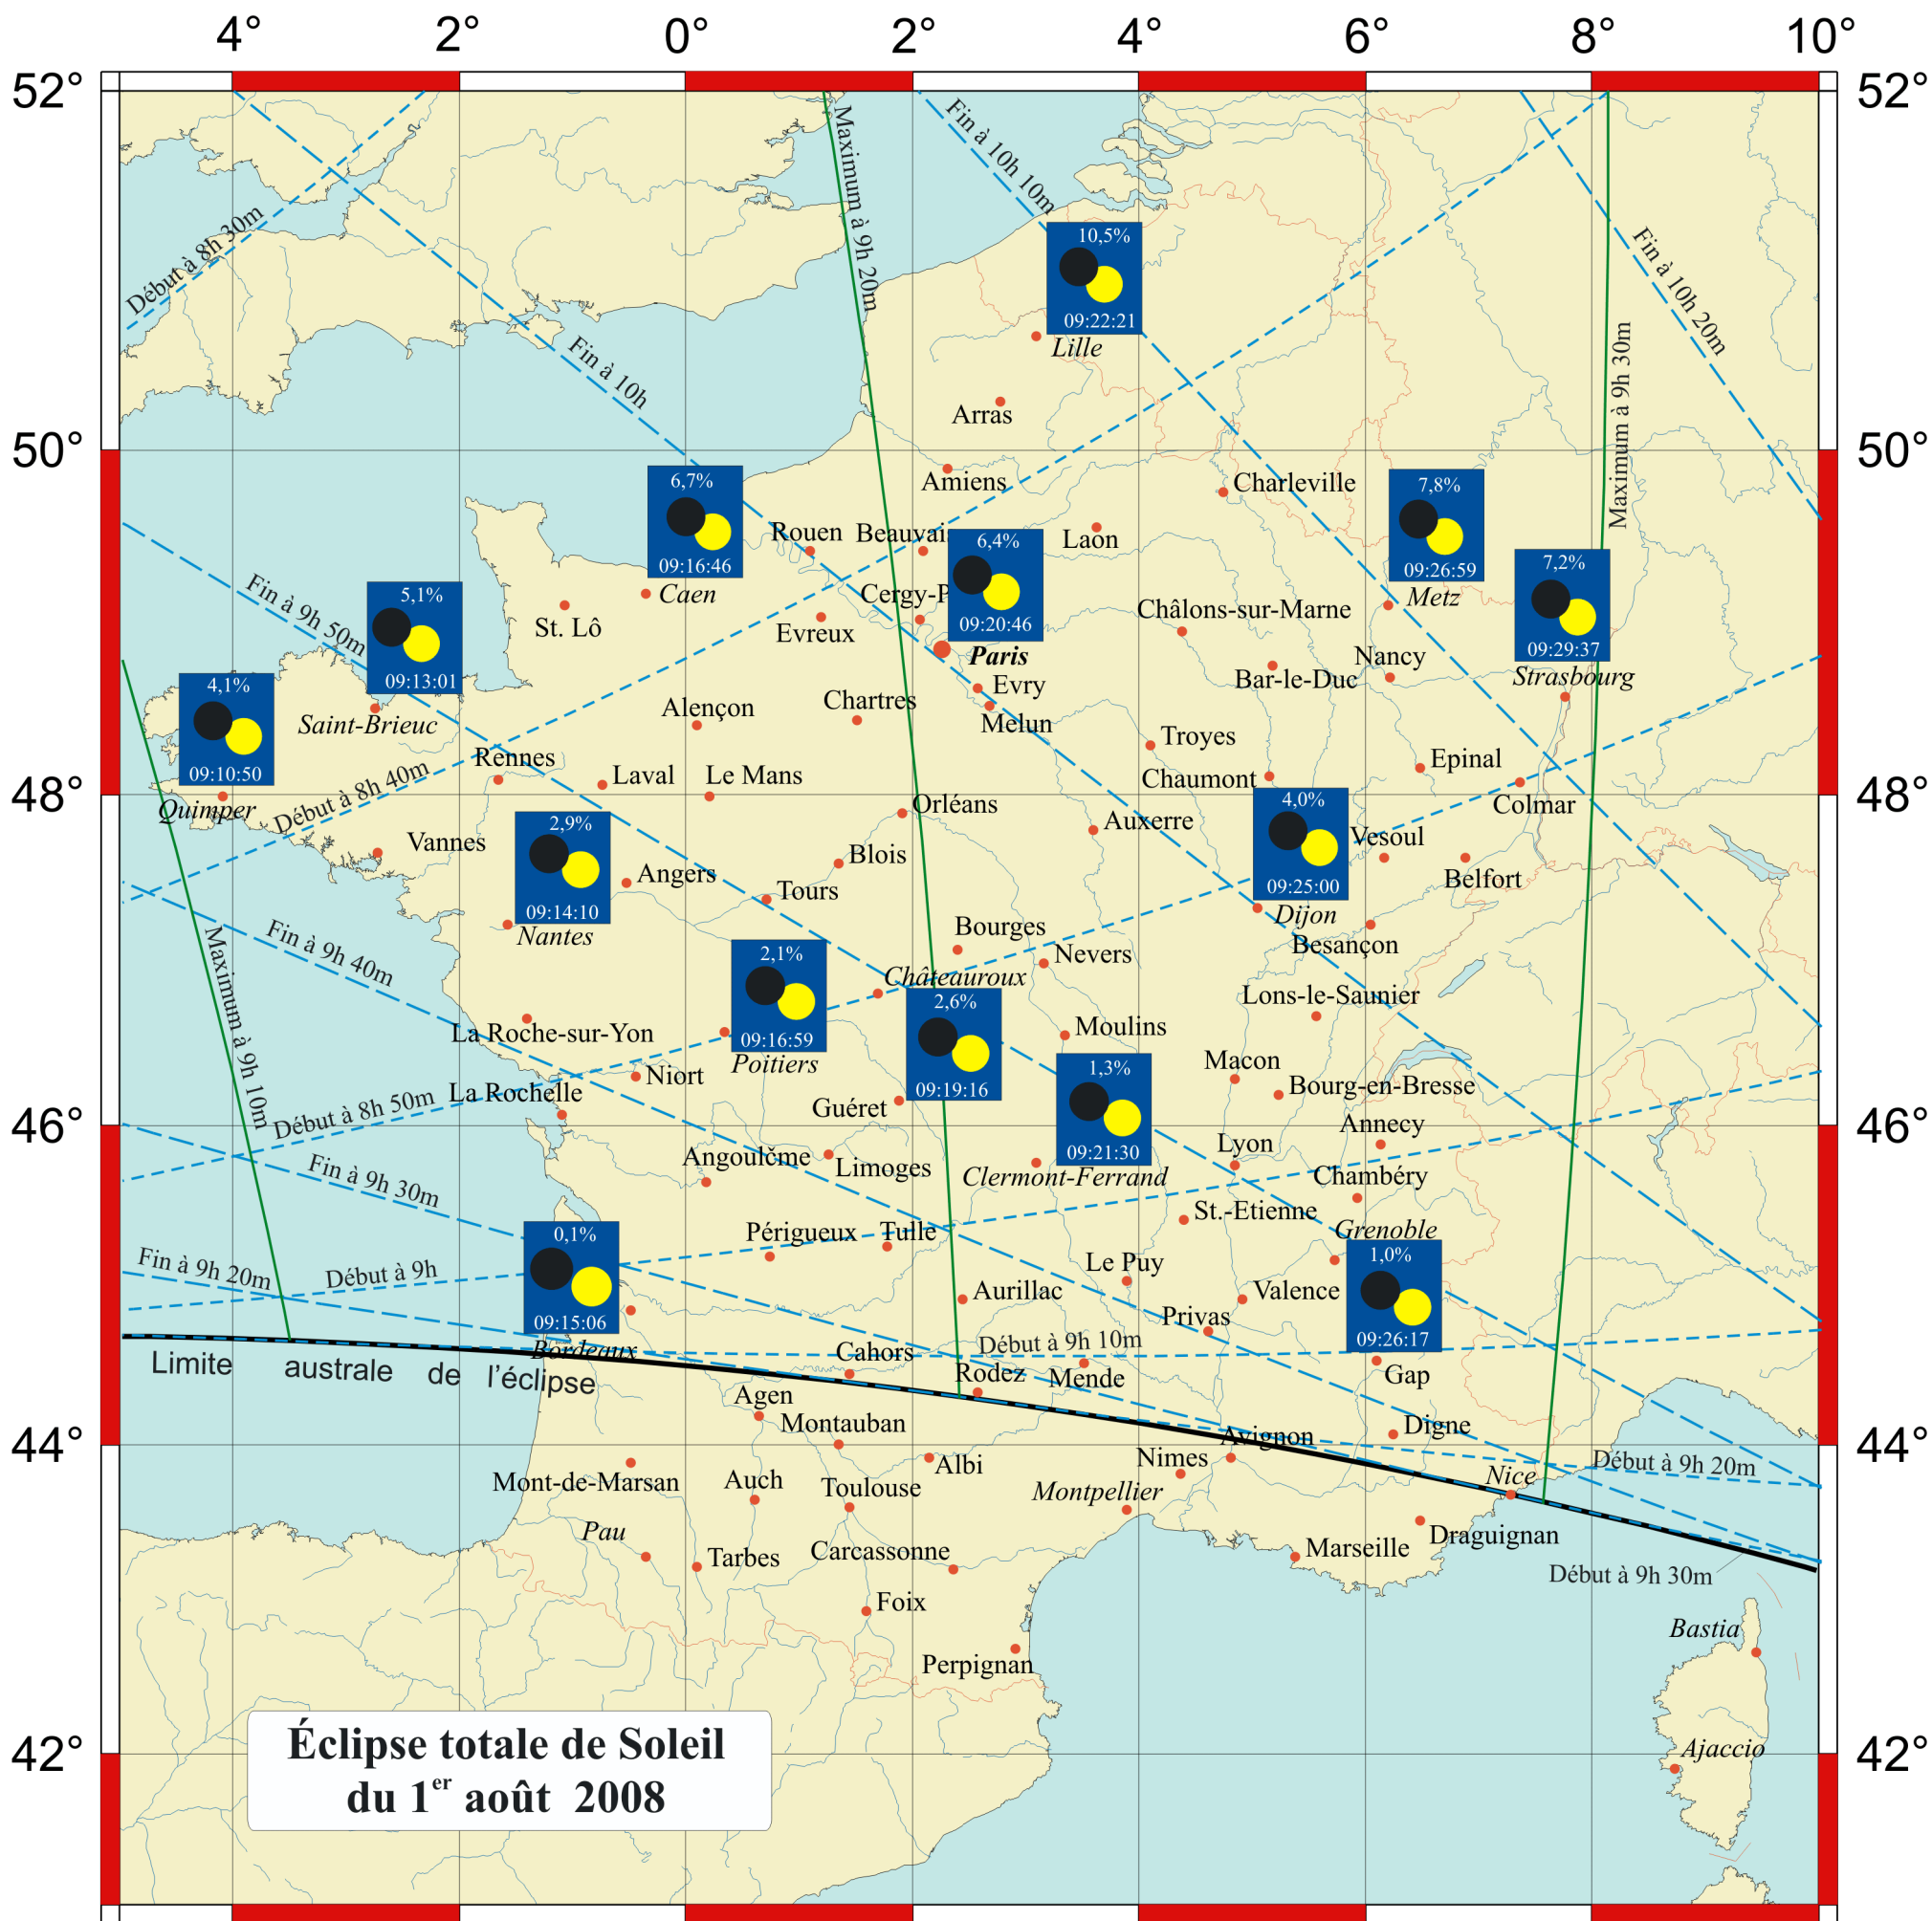 4° 2° 0° 2° 4° 6° 8° 10°
52° 52°
Maximum à 9h 20m
Fin à 10h 10m
Début à 8h 30m
10,5%
09:22:21
Lille
Fin à 10h 20m
Maximum à 9h 30m
Fin à 10h
Arras
50° 50°
6,7%
09:16:46
Caen
Amiens
Charleville
7,8%
09:26:59
Metz
Rouen
Beauvais
6,4%
09:20:46
Paris
Laon
7,2%
09:29:37
Strasbourg
Fin à 9h 50m
5,1%
09:13:01
Saint-Brieuc
St. Lô
Evreux
Cergy-P
Châlons-sur-Marne
Nancy
Bar-le-Duc
4,1%
09:10:50
Quimper
Evry
Melun
Chartres
Alençon
Troyes
Rennes
Laval
Le Mans
Chaumont
Epinal
Colmar
48° 48°
Début à 8h 40m
Orléans
Auxerre
4,0%
09:25:00
Dijon
Vesoul
Belfort
Vannes
2,9%
09:14:10
Nantes
Angers
Blois
Tours
Bourges
Nevers
Besançon
Fin à 9h 40m
Maximum à 9h 10m
2,1%
09:16:59
Poitiers
Châteauroux
2,6%
09:19:16
Lons-le-Saunier
La Roche-sur-Yon
Moulins
Niort
1,3%
09:21:30
Clermont-Ferrand
Macon
Bourg-en-Bresse
La Rochelle
Guéret
Début à 8h 50m
46° 46°
Annecy
Lyon
Angoulčme
Limoges
Chambéry
Fin à 9h 30m
St.-Etienne
Grenoble
1,0%
09:26:17
0,1%
09:15:06
Bordeaux
Périgueux
Tulle
Fin à 9h 20m
Début à 9h
Le Puy
Aurillac
Valence
Privas
Début à 9h 10m
Limite australe de l’éclipse
Cahors
Rodez
Mende
Gap
Agen
Montauban
Avignon
Digne
44° 44°
Début à 9h 20m
Albi
Nimes
Nice
Mont-de-Marsan
Auch
Toulouse
Montpellier
Pau
Tarbes
Carcassonne
Marseille
Draguignan
Début à 9h 30m
Foix
Bastia
Perpignan
42° 42°
Éclipse totale de Soleil
du 1er août 2008
Ajaccio